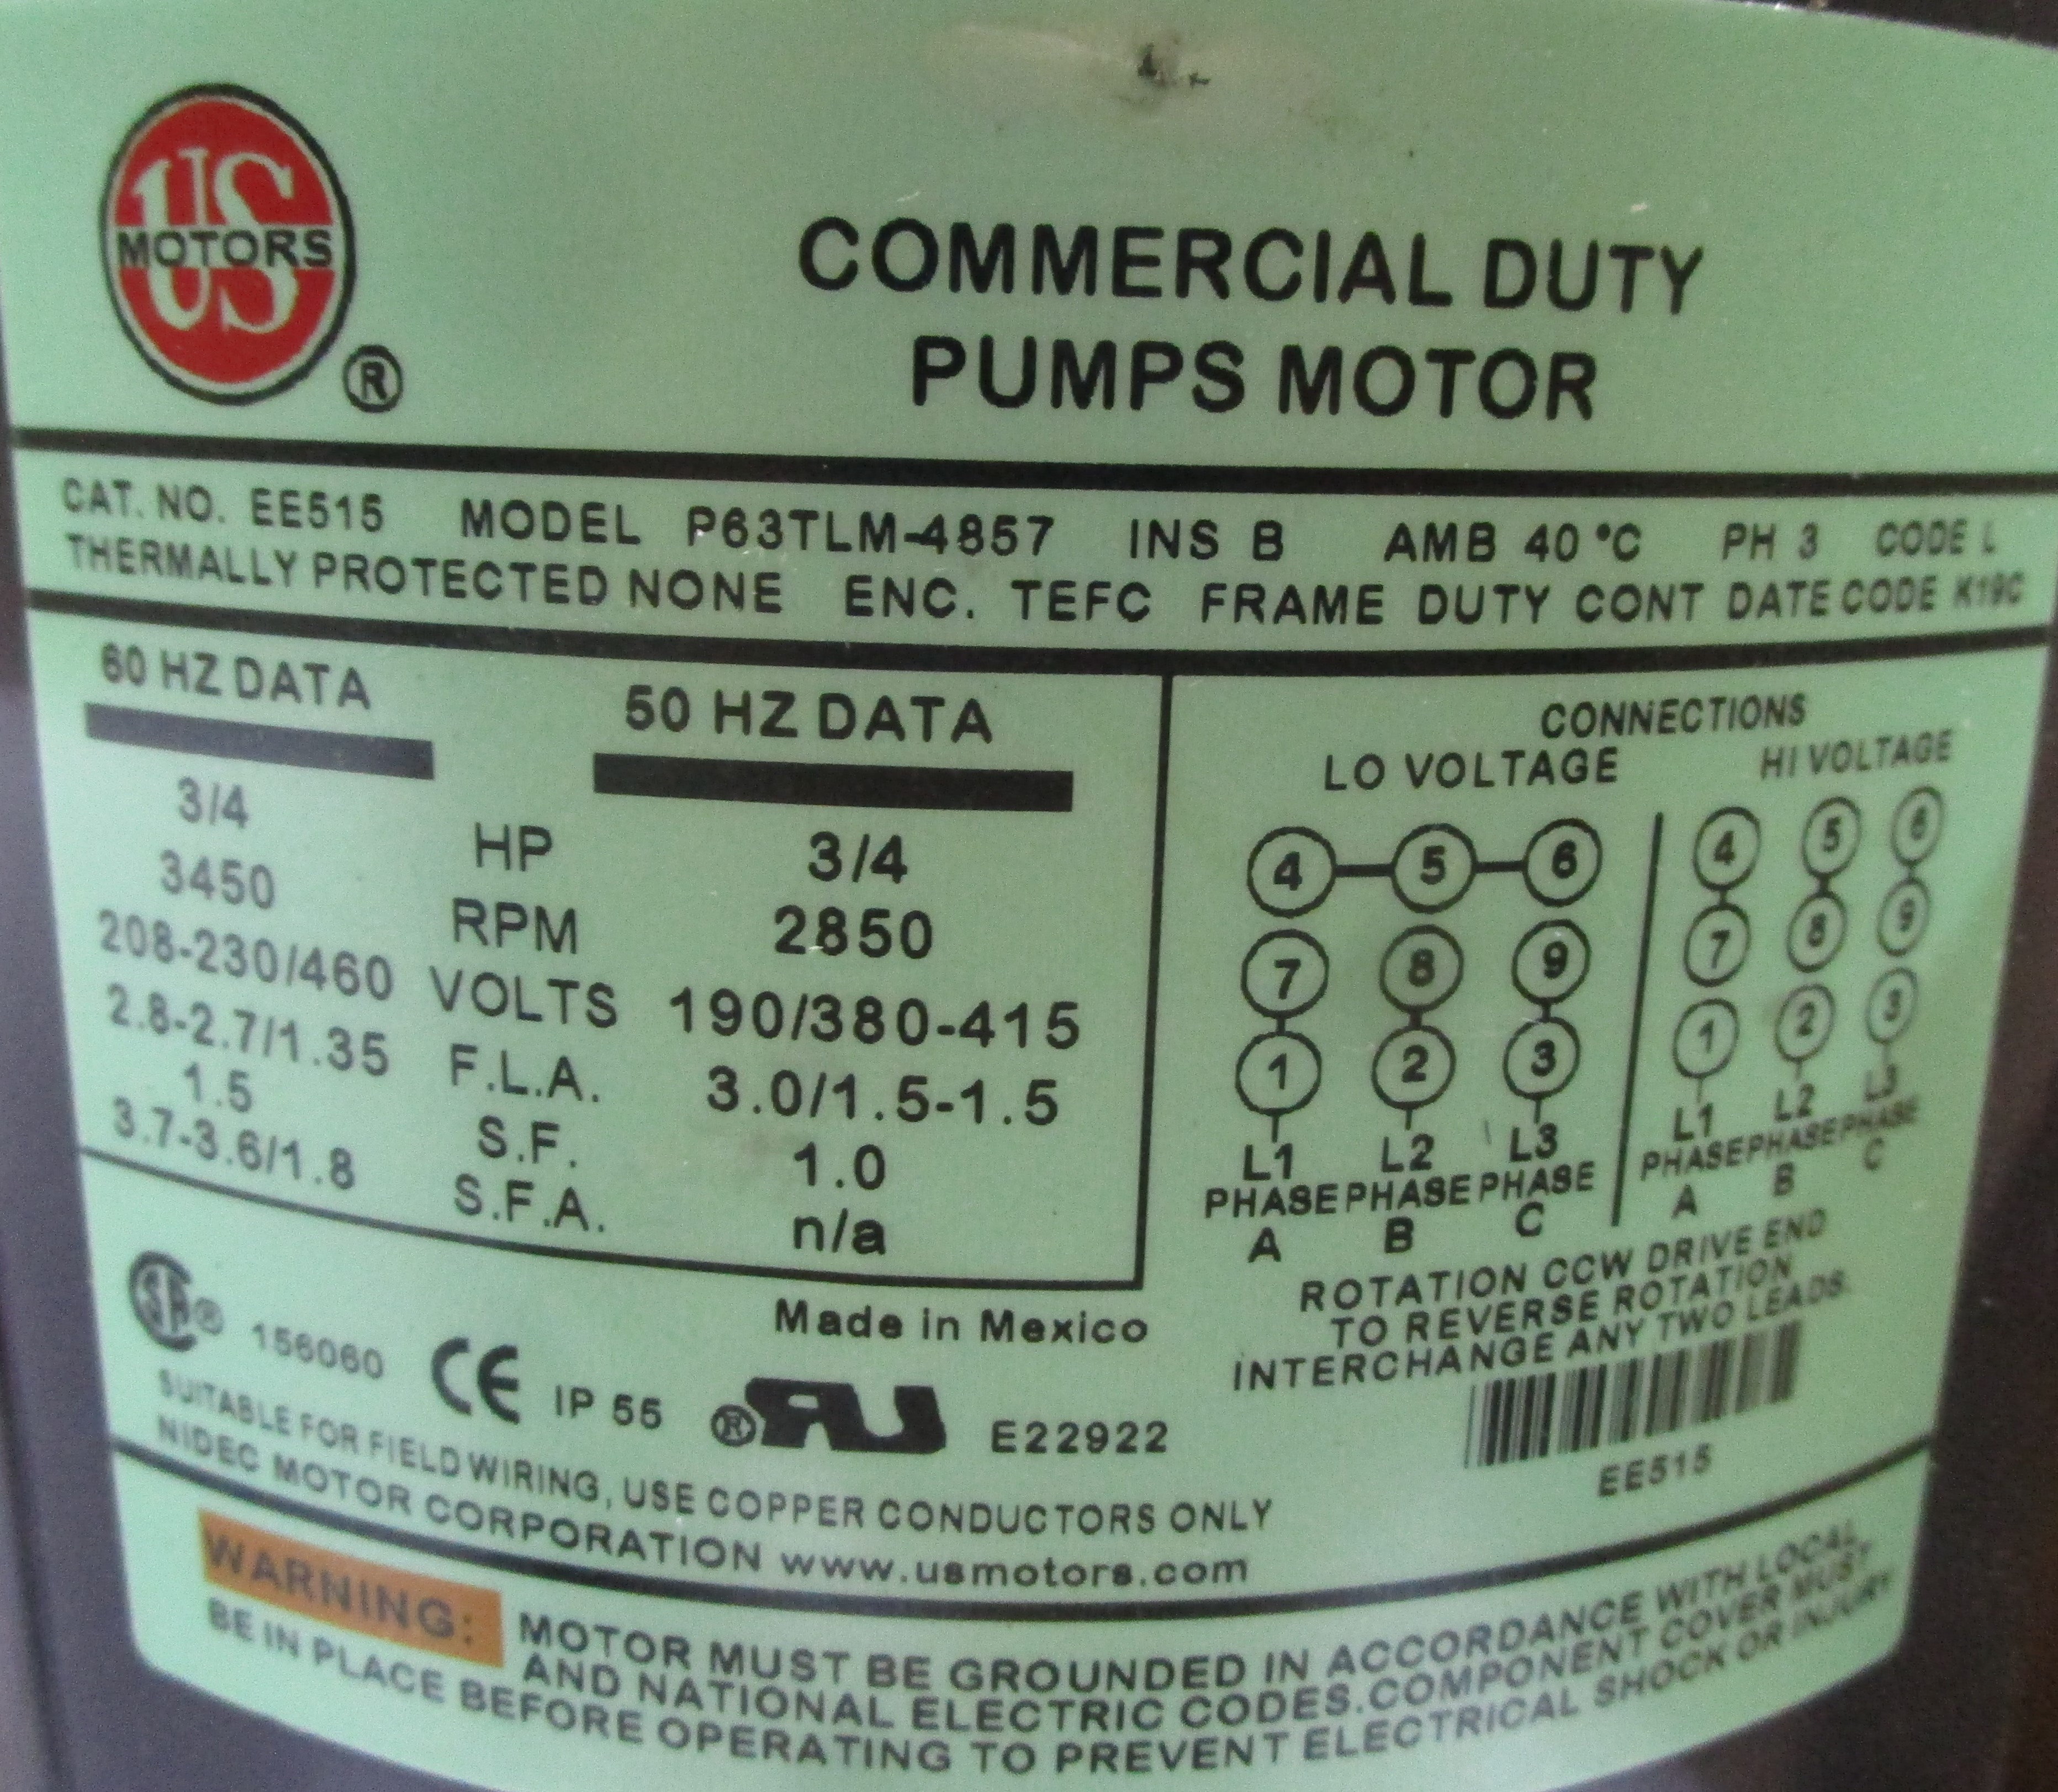 US
MOTORS
®
COMMERCIAL DUTY
PUMPS MOTOR
CAT. NO. EE515 MODEL P63TLM-4857 INS B AMB 40 °C PH 3 CODE L
THERMALLY PROTECTED NONE ENC. TEFC FRAME DUTY CONT DATE CODE K19C
60 HZ DATA 50 HZ DATA
3/4 HP 3/4
3450 RPM 2850
208-230/460 VOLTS 190/380-415
2.8-2.7/1.35 F.L.A. 3.0/1.5-1.5
1.5 S.F. 1.0
3.7-3.6/1.8 S.F.A. n/a
CONNECTIONS
LO VOLTAGE HI VOLTAGE
4 5 6 4 5 6
7 8 9 7 8 9
1 2 3 1 2 3
L1 L2 L3 L1 L2 L3
PHASE PHASE PHASE PHASE PHASE PHASE
A B C A B C
ROTATION CCW DRIVE END
TO REVERSE ROTATION
INTERCHANGE ANY TWO LEADS.
EE515
Made in Mexico
SA® 156060 CE IP 55 ®RU E22922
SUITABLE FOR FIELD WIRING, USE COPPER CONDUCTORS ONLY
NIDEC MOTOR CORPORATION www.usmotors.com
WARNING: MOTOR MUST BE GROUNDED IN ACCORDANCE WITH LOCAL
AND NATIONAL ELECTRIC CODES.COMPONENT COVER MUST
BE IN PLACE BEFORE OPERATING TO PREVENT ELECTRICAL SHOCK OR INJURY